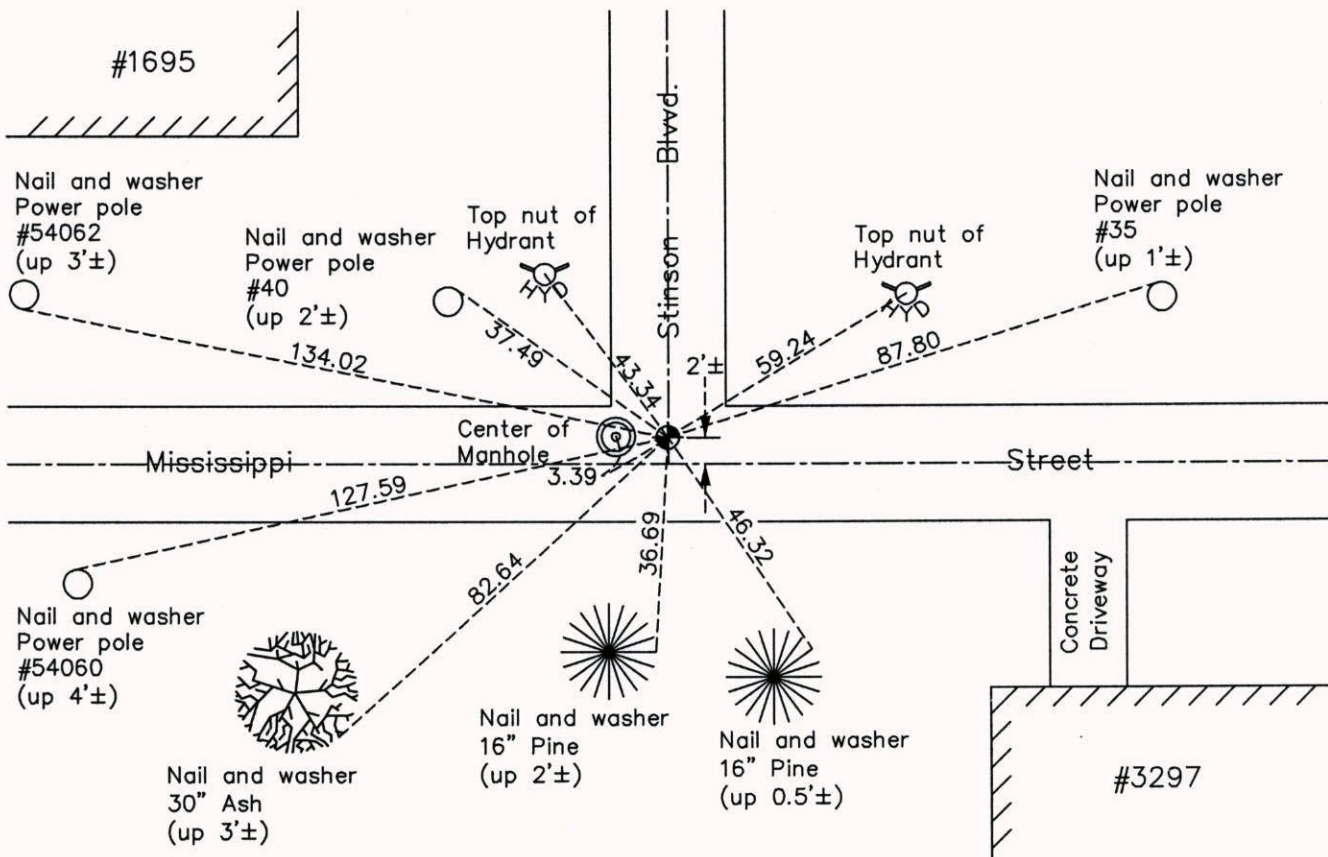 #1695
Nail and washer
Power pole
#54062
(up 3'±)
Nail and washer
Power pole
#40
(up 2'±)
Top nut of
Hydrant
HYD
Stinson Blvvd.
Top nut of
Hydrant
HYD
Nail and washer
Power pole
#35
(up 1'±)
134.02
37.49
43.34
2'±
59.24
87.80
Center of
Manhole
3.39
Mississippi Street
127.59
82.64
36.69
46.32
Nail and washer
Power pole
#54060
(up 4'±)
Nail and washer
30" Ash
(up 3'±)
Nail and washer
16" Pine
(up 2'±)
Nail and washer
16" Pine
(up 0.5'±)
Concrete
Driveway
#3297